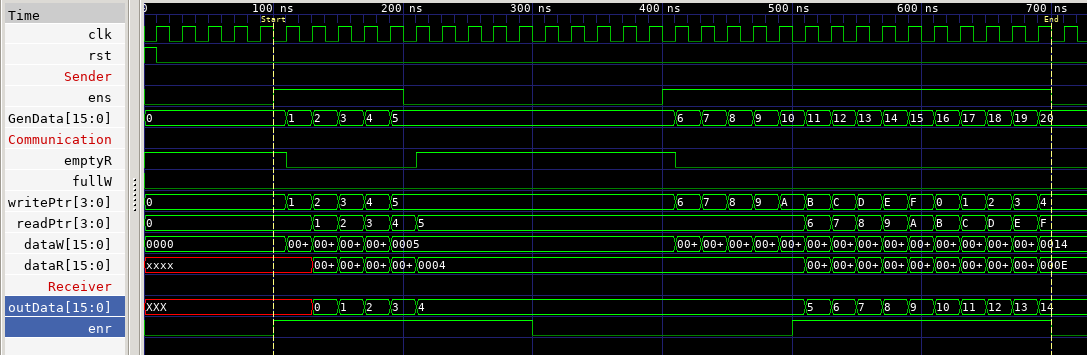 Time 0 100 ns 200 ns 300 ns 400 ns 500 ns 600 ns 700 ns
Start End
clk
rst
Sender
ens
GenData[15:0] 0 1 2 3 4 5 6 7 8 9 10 11 12 13 14 15 16 17 18 19 20
Communication
emptyR
fullW
writePtr[3:0] 0 1 2 3 4 5 6 7 8 9 A B C D E F 0 1 2 3 4
readPtr[3:0] 0 1 2 3 4 5 6 7 8 9 A B C D E F
dataW[15:0] 0000 00+ 00+ 00+ 00+ 0005 00+ 00+ 00+ 00+ 00+ 00+ 00+ 00+ 00+ 00+ 00+ 00+ 00+ 00+ 0014
dataR[15:0] xxxx 00+ 00+ 00+ 00+ 0004 00+ 00+ 00+ 00+ 00+ 00+ 00+ 00+ 00+ 000E
Receiver
outData[15:0] XXX 0 1 2 3 4 5 6 7 8 9 10 11 12 13 14
enr